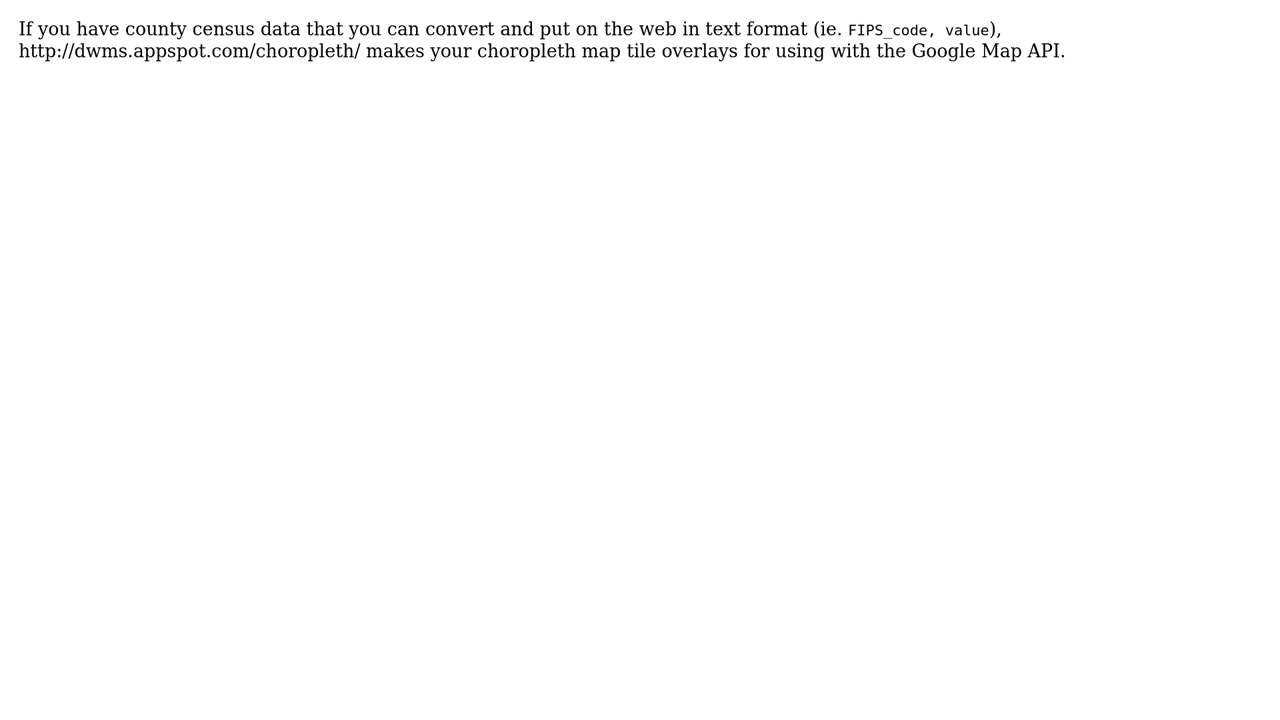 If you have county census data that you can convert and put on the web in text format (ie. FIPS_code, value),
http://dwms.appspot.com/choropleth/ makes your choropleth map tile overlays for using with the Google Map API.